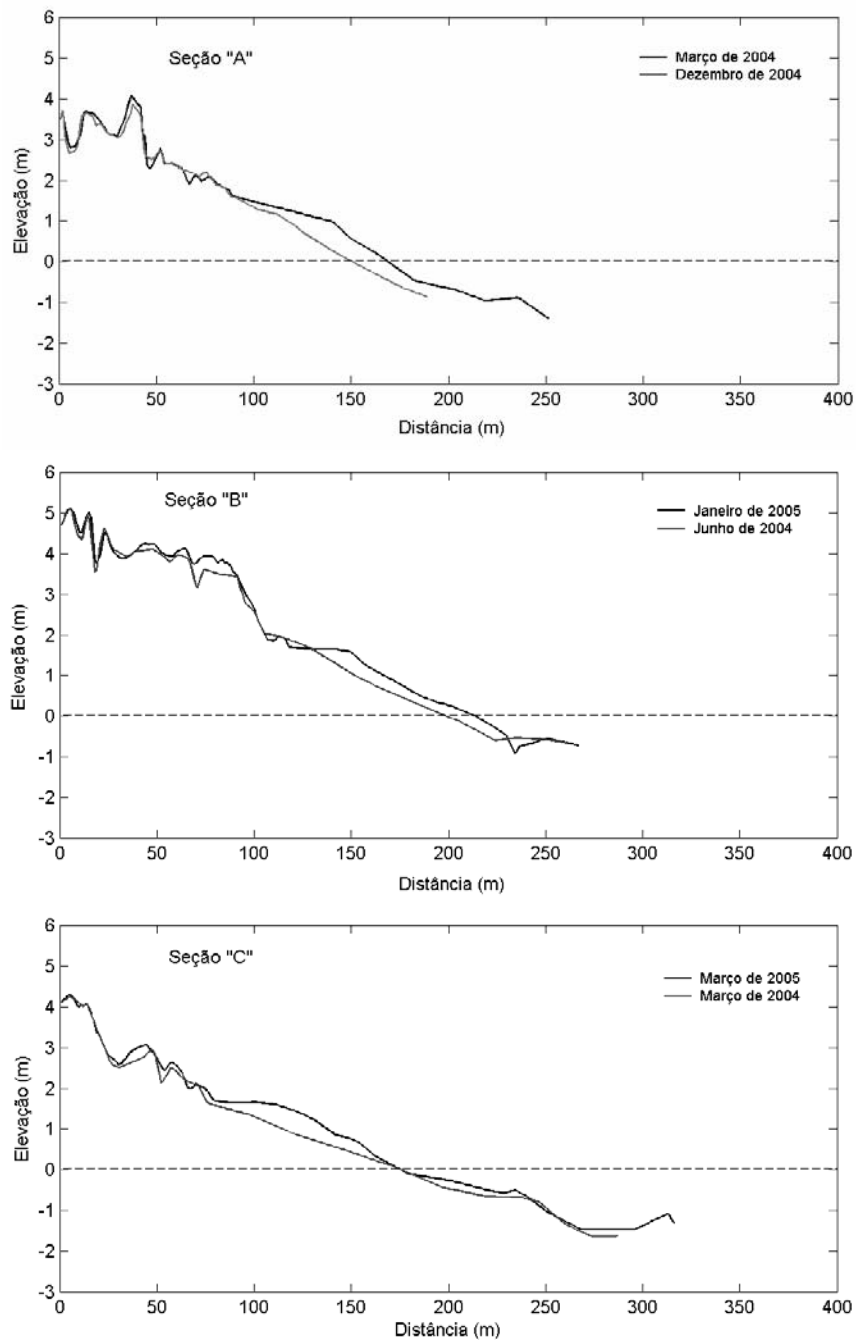 6
5
4
3
2
1
0
-1
-2
-3
Elevação (m)
Seção "A"
Março de 2004
Dezembro de 2004
0 50 100 150 200 250 300 350 400
Distância (m)
6
5
4
3
2
1
0
-1
-2
-3
Elevação (m)
Seção "B"
Janeiro de 2005
Junho de 2004
0 50 100 150 200 250 300 350 400
Distância (m)
6
5
4
3
2
1
0
-1
-2
-3
Elevação (m)
Seção "C"
Março de 2005
Março de 2004
0 50 100 150 200 250 300 350 400
Distância (m)